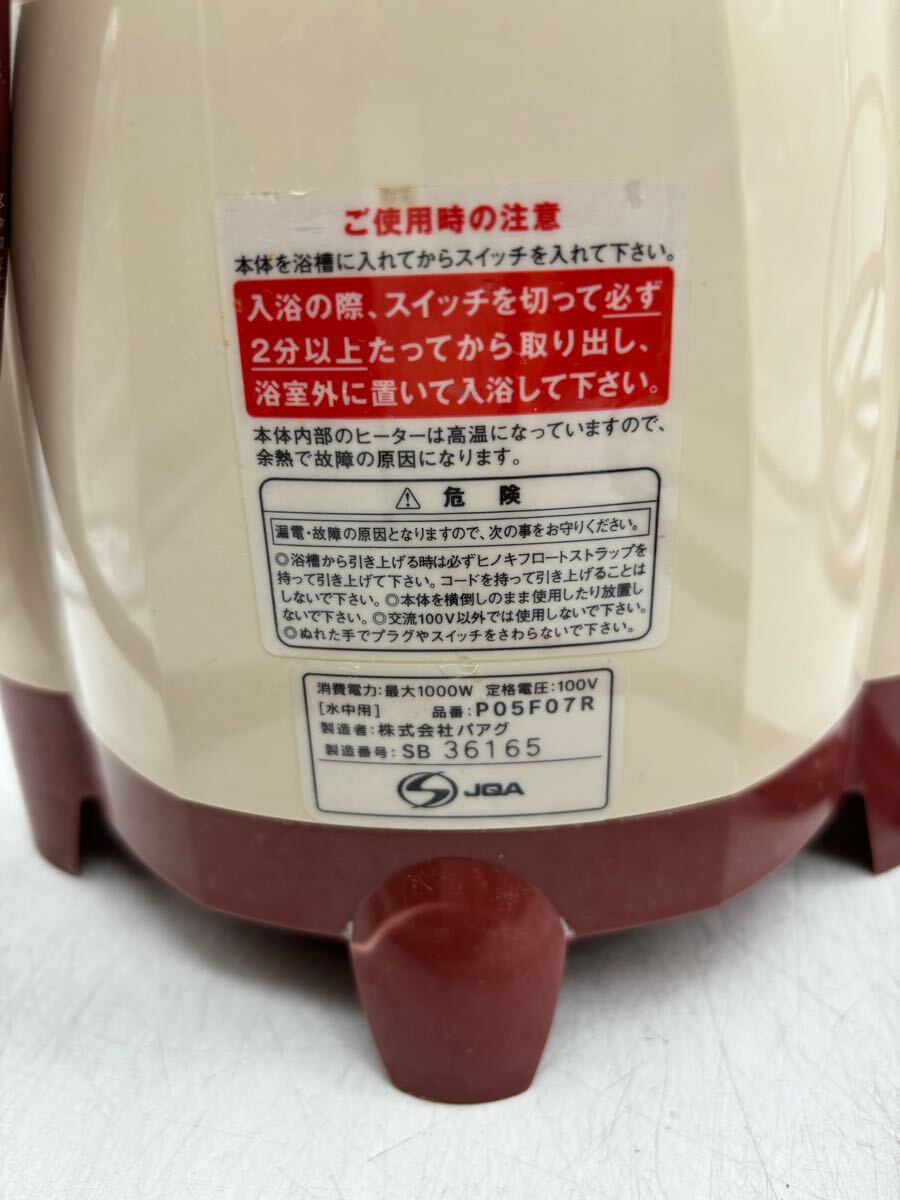 ご使用時の注意
本体を浴槽に入れてからスイッチを入れて下さい。
入浴の際、スイッチを切って必ず
2分以上たってから取り出し、
浴室外に置いて入浴して下さい。
本体内部のヒーターは高温になっていますので、
余熱で故障の原因になります。
⚠ 危険
漏電・故障の原因となりますので、次の事をお守りください。
◎浴槽から引き上げる時は必ずヒノキフロートストラップを
持って引き上げて下さい。コードを持って引き上げることは
しないで下さい。◎本体を横倒しのまま使用したり放置し
ないで下さい。◎交流100V以外では使用しないで下さい。
◎ぬれた手でプラグやスイッチをさわらないで下さい。
消費電力:最大1000W 定格電圧:100V
[水中用] 品番:P05F07R
製造者:株式会社パアグ
製造番号:SB 36165
JQA